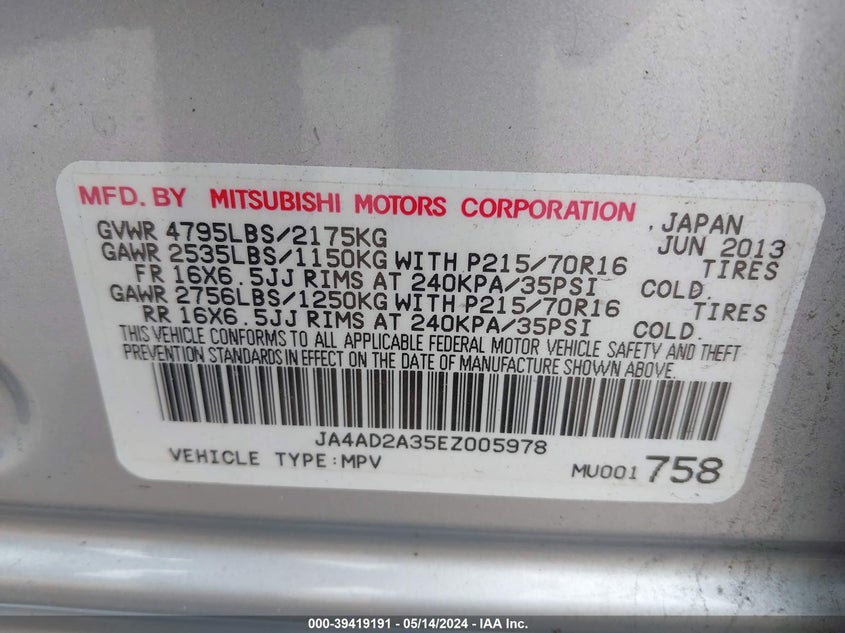 MFD. BY MITSUBISHI MOTORS CORPORATION , JAPAN
GVWR 4795LBS/2175KG JUN 2013
GAWR 2535LBS/1150KG WITH P215/70R16 TIRES
FR 16X6.5JJ RIMS AT 240KPA/35PSI COLD.
GAWR 2756LBS/1250KG WITH P215/70R16 TIRES
RR 16X6.5JJ RIMS AT 240KPA/35PSI COLD.
THIS VEHICLE CONFORMS TO ALL APPLICABLE FEDERAL MOTOR VEHICLE SAFETY AND THEFT
PREVENTION STANDARDS IN EFFECT ON THE DATE OF MANUFACTURE SHOWN ABOVE.
JA4AD2A35EZ005978
VEHICLE TYPE:MPV MU001 758
000-39419191 - 05/14/2024 - IAA Inc.